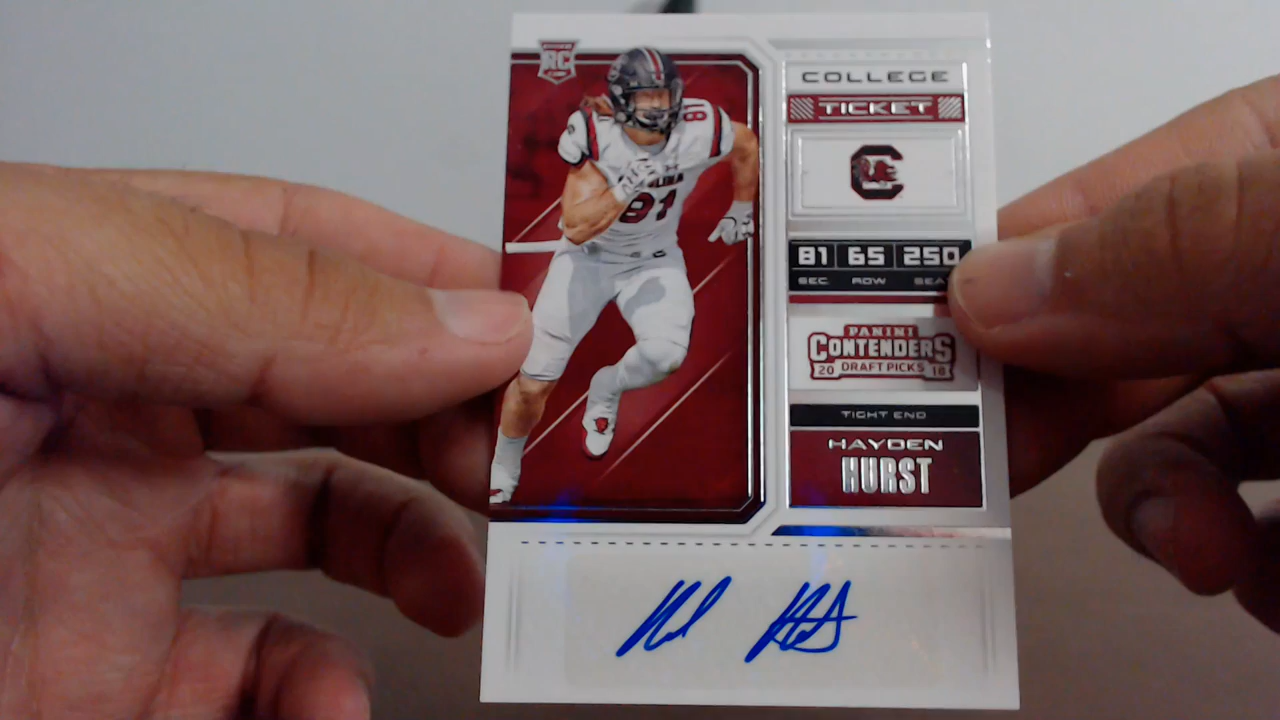 RC
COLLEGE
TICKET
C
81
81
81 65 250
SEC. ROW
PANINI
CONTENDERS
20 DRAFT PICKS 18
TIGHT END
HAYDEN
HURST